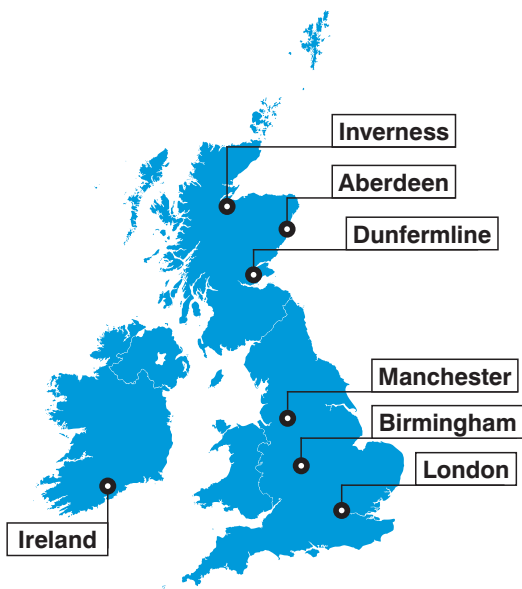 Inverness
Aberdeen
Dunfermline
Manchester
Birmingham
London
Ireland